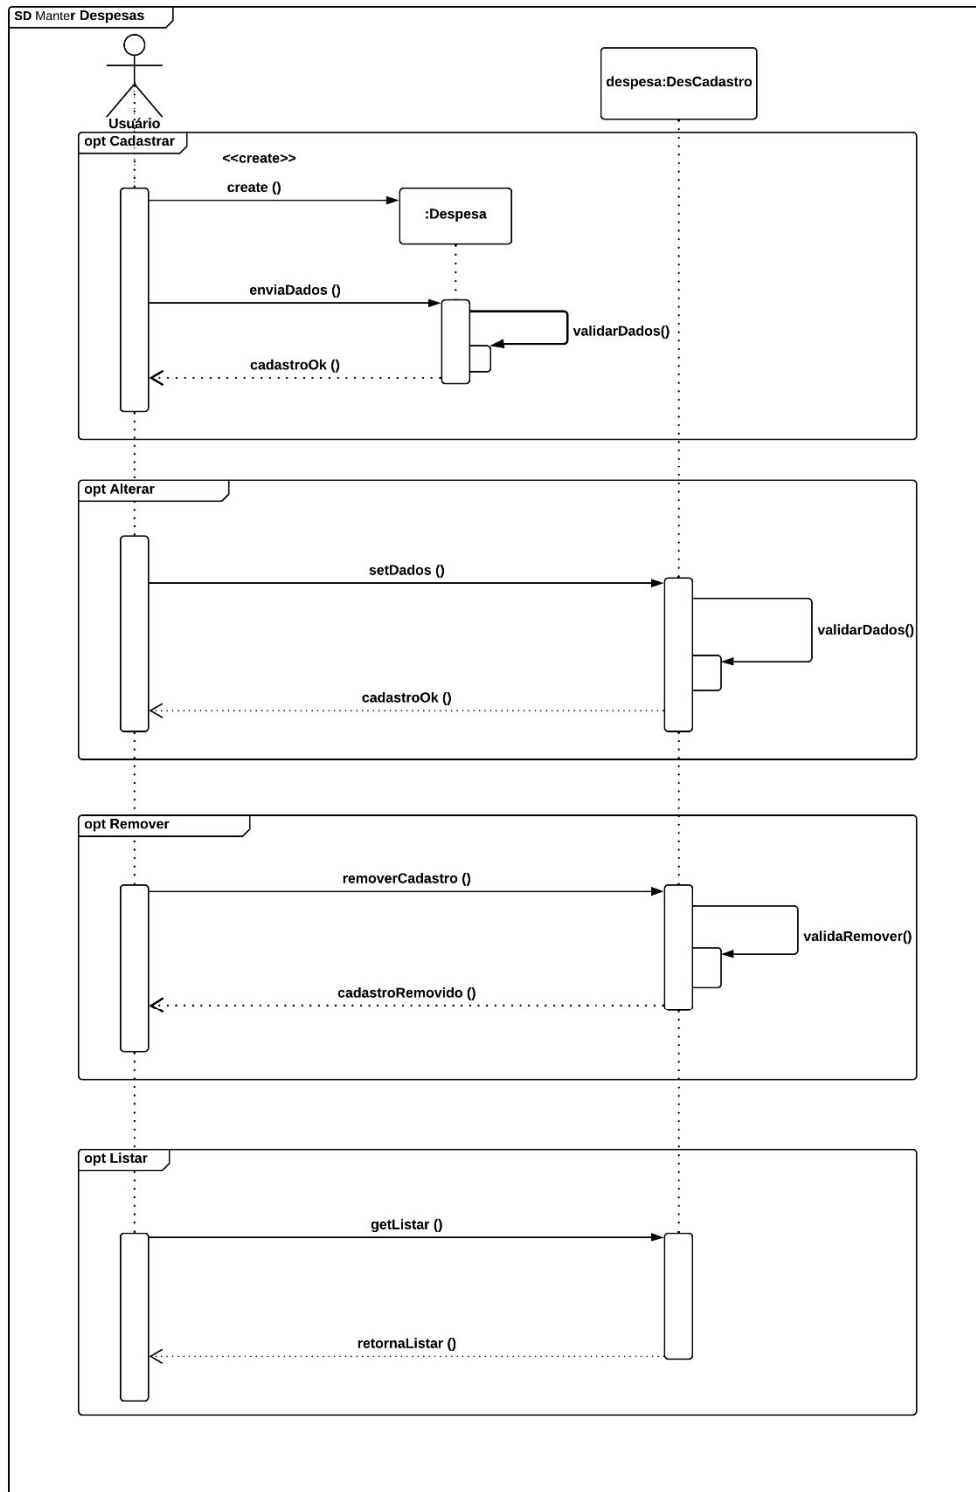 SD Manter Despesas
despesa:DesCadastro
Usuário
opt Cadastrar
<<create>>
create ()
:Despesa
enviaDados ()
validarDados()
cadastroOk ()
opt Alterar
setDados ()
validarDados()
cadastroOk ()
opt Remover
removerCadastro ()
validaRemover()
cadastroRemovido ()
opt Listar
getListar ()
retornaListar ()